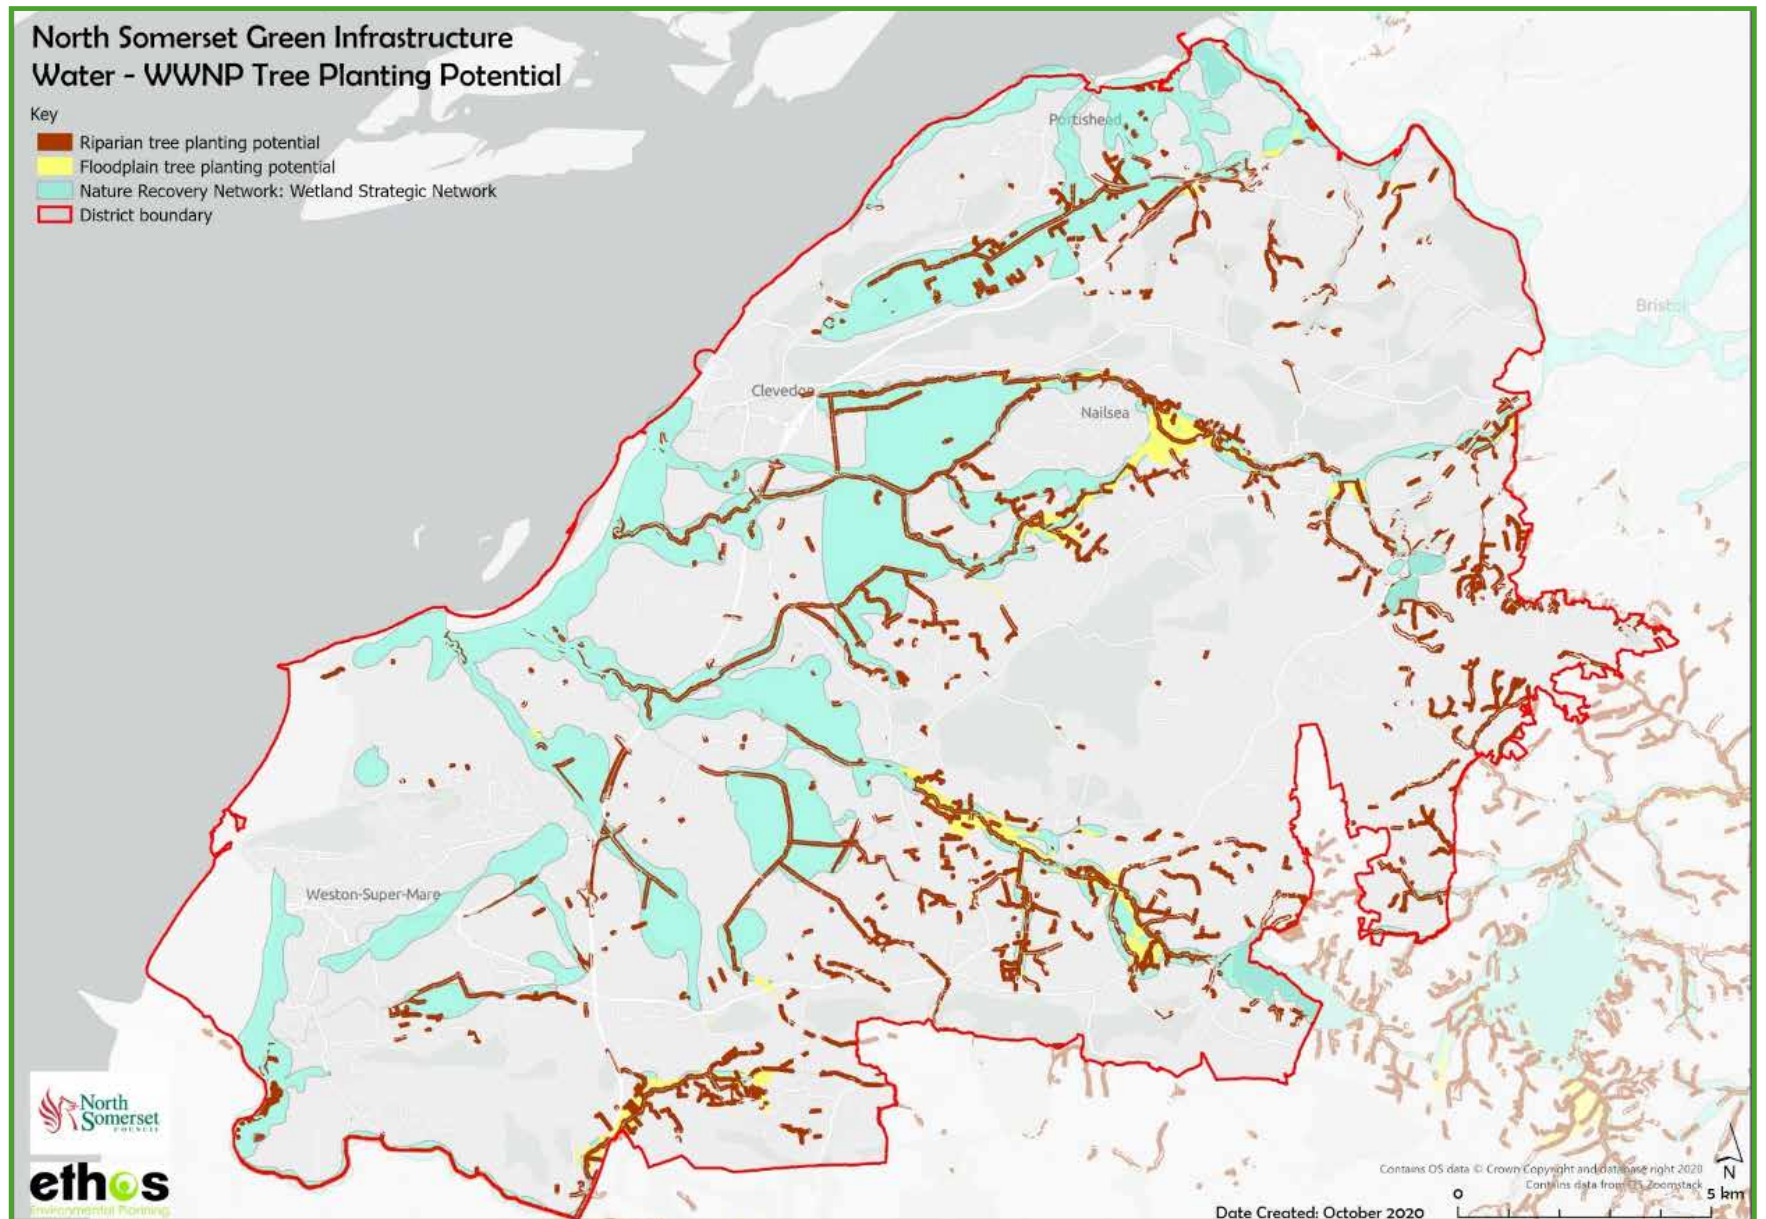 North Somerset Green Infrastructure
Water - WWNP Tree Planting Potential
Key
Riparian tree planting potential
Floodplain tree planting potential
Nature Recovery Network: Wetland Strategic Network
District boundary
Portishead
Bristol
Clevedon
Nailsea
Weston-Super-Mare
North
Somerset
COUNCIL
ethos
Environmental Planning
Contains OS data © Crown Copyright and database right 2020
Contains data from OS Zoomstack
N
0
5 km
Date Created: October 2020